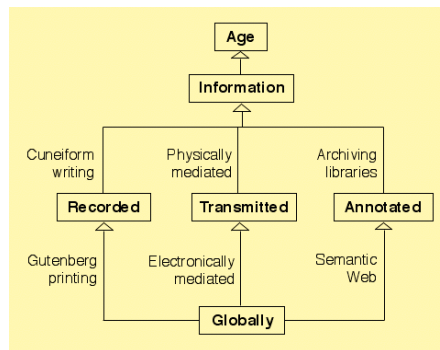 Age
Information
Cuneiform
writing
Physically
mediated
Archiving
libraries
Recorded
Transmitted
Annotated
Gutenberg
printing
Electronically
mediated
Semantic
Web
Globally